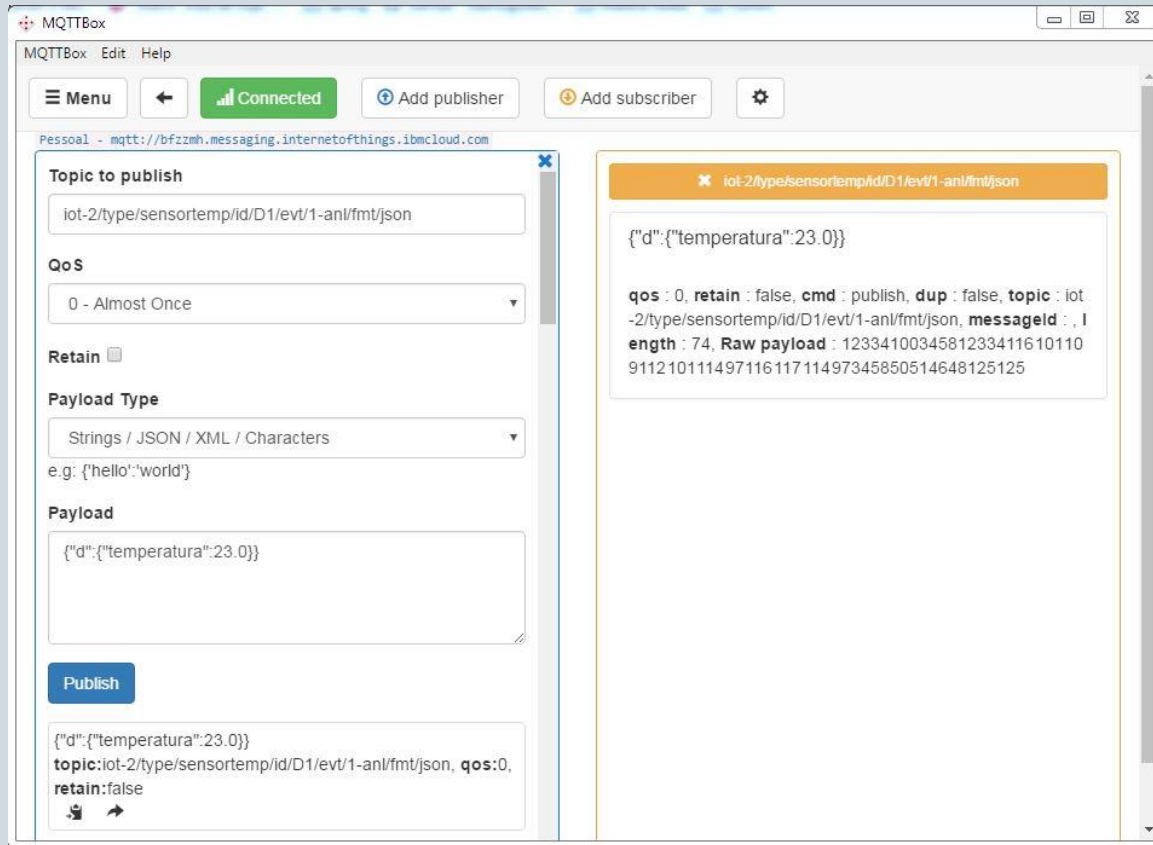 MQTTBox
MQTTBox Edit Help
Menu
Connected
Add publisher
Add subscriber
Pessoal - mqtt://bfzzmh.messaging.internetofthings.ibmcloud.com
Topic to publish
iot-2/type/sensortemp/id/D1/evt/1-anl/fmt/json
QoS
0 - Almost Once
Retain
Payload Type
Strings / JSON / XML / Characters
e.g: {'hello':'world'}
Payload
{"d":{"temperatura":23.0}}
Publish
{"d":{"temperatura":23.0}}
topic:iot-2/type/sensortemp/id/D1/evt/1-anl/fmt/json, qos:0,
retain:false
iot-2/type/sensortemp/id/D1/evt/1-anl/fmt/json
{"d":{"temperatura":23.0}}
qos : 0, retain : false, cmd : publish, dup : false, topic : iot
-2/type/sensortemp/id/D1/evt/1-anl/fmt/json, messageId : , l
ength : 74, Raw payload : 1233410034581233411610110
9112101114971161171149734585051464812512​5